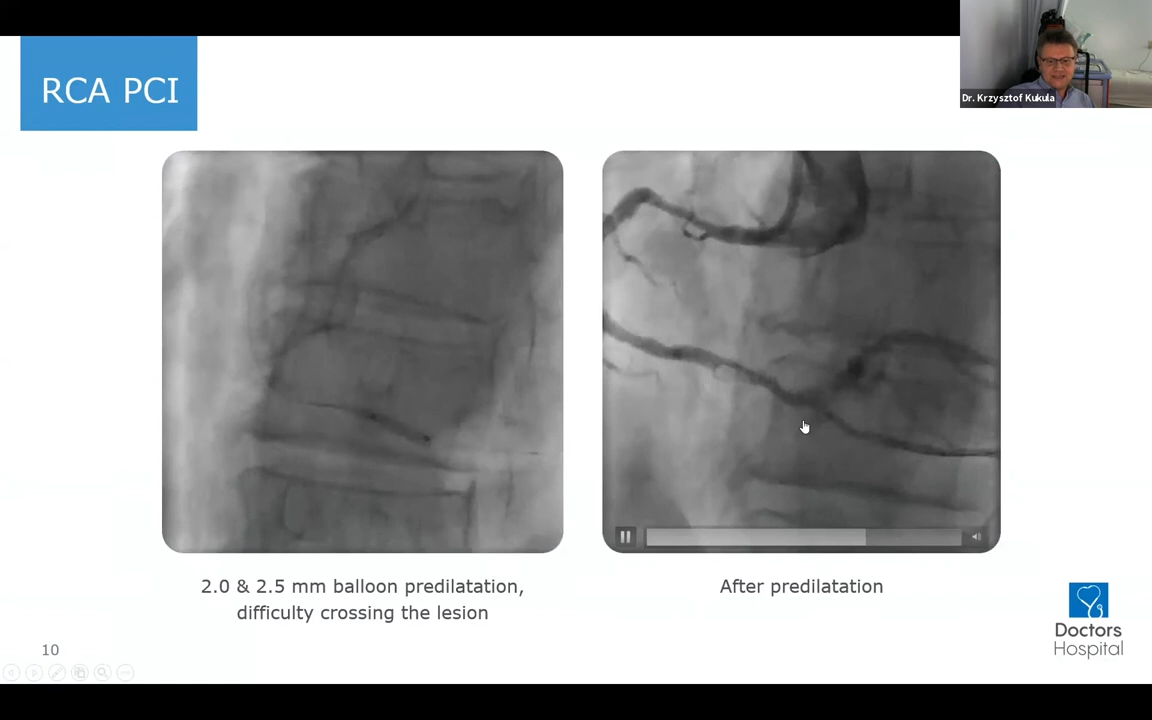 RCA PCI
Dr. Krzysztof Kukula
2.0 & 2.5 mm balloon predilatation,
difficulty crossing the lesion
After predilatation
10
Doctors
Hospital